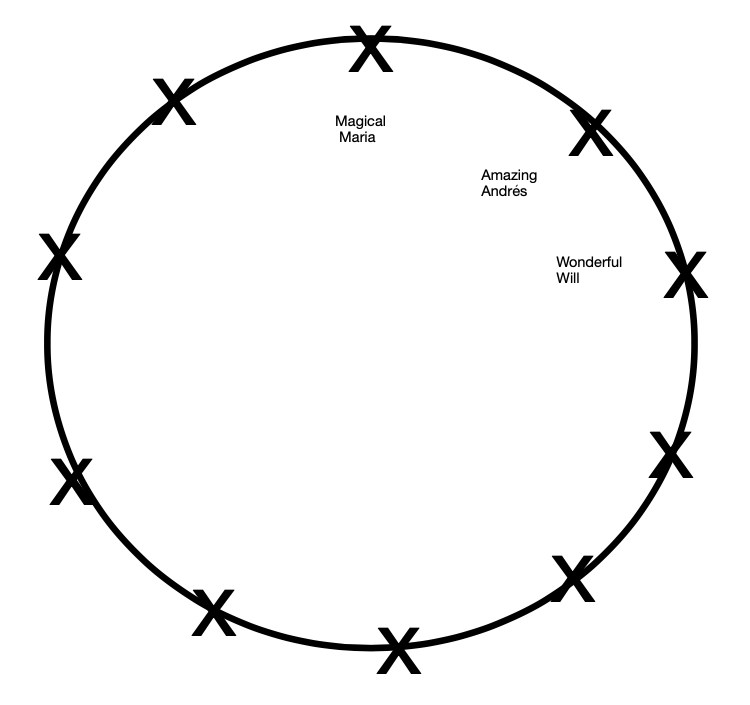 X
X
Magical
Maria
X
Amazing
Andrés
X
Wonderful
Will
X
X
X
X
X
X